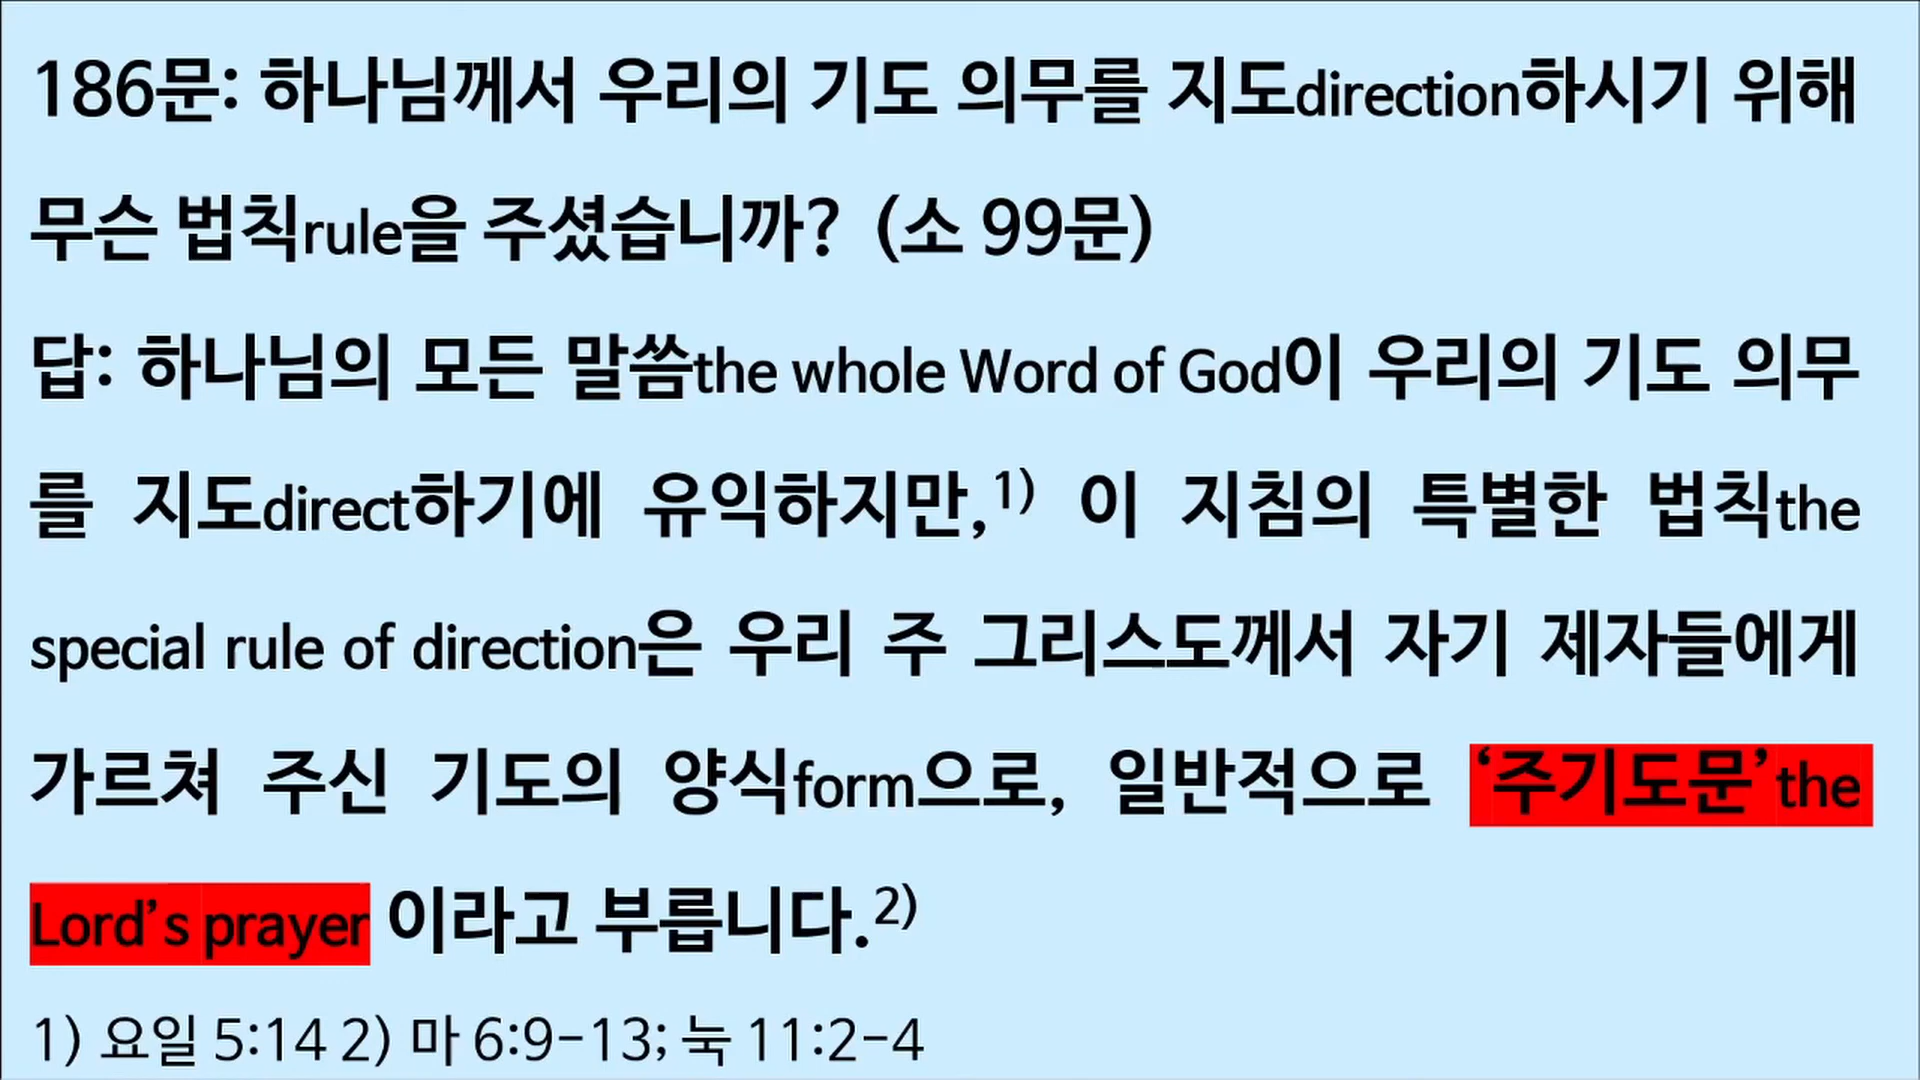 186문: 하나님께서 우리의 기도 의무를 지도direction하시기 위해
무슨 법칙rule을 주셨습니까? (소 99문)
답: 하나님의 모든 말씀the whole Word of God이 우리의 기도 의무
를 지도direct하기에 유익하지만,1) 이 지침의 특별한 법칙the
special rule of direction은 우리 주 그리스도께서 자기 제자들에게
가르쳐 주신 기도의 양식form으로, 일반적으로 ‘주기도문’the
Lord’s prayer 이라고 부릅니다.2)
1) 요일 5:14 2) 마 6:9-13; 눅 11:2-4